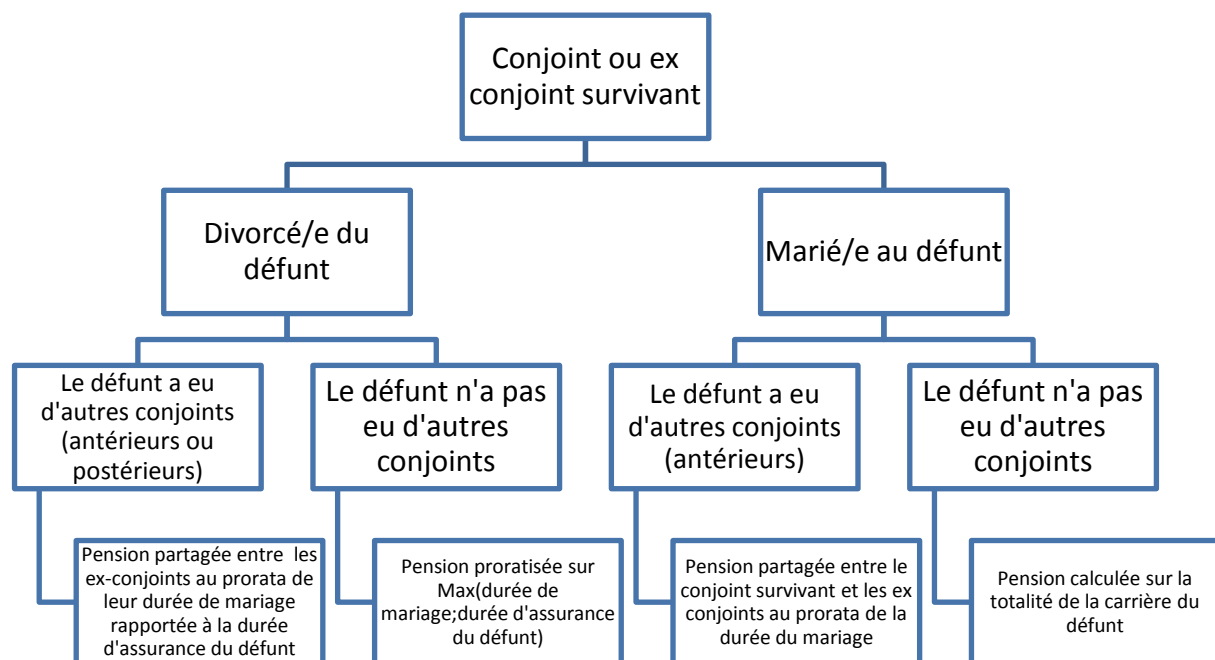 Conjoint ou ex
conjoint survivant
Divorcé/e du
défunt
Marié/e au défunt
Le défunt a eu
d'autres conjoints
(antérieurs ou
postérieurs)
Le défunt n'a pas
eu d'autres
conjoints
Le défunt a eu
d'autres conjoints
(antérieurs)
Le défunt n'a pas
eu d'autres
conjoints
Pension partagée entre les
ex-conjoints au prorata de
leur durée de mariage
rapportée à la durée
d'assurance du défunt
Pension proratisée sur
Max(durée de
mariage;durée d'assurance
du défunt)
Pension partagée entre le
conjoint survivant et les ex
conjoints au prorata de la
durée du mariage
Pension calculée sur la
totalité de la carrière du
défunt